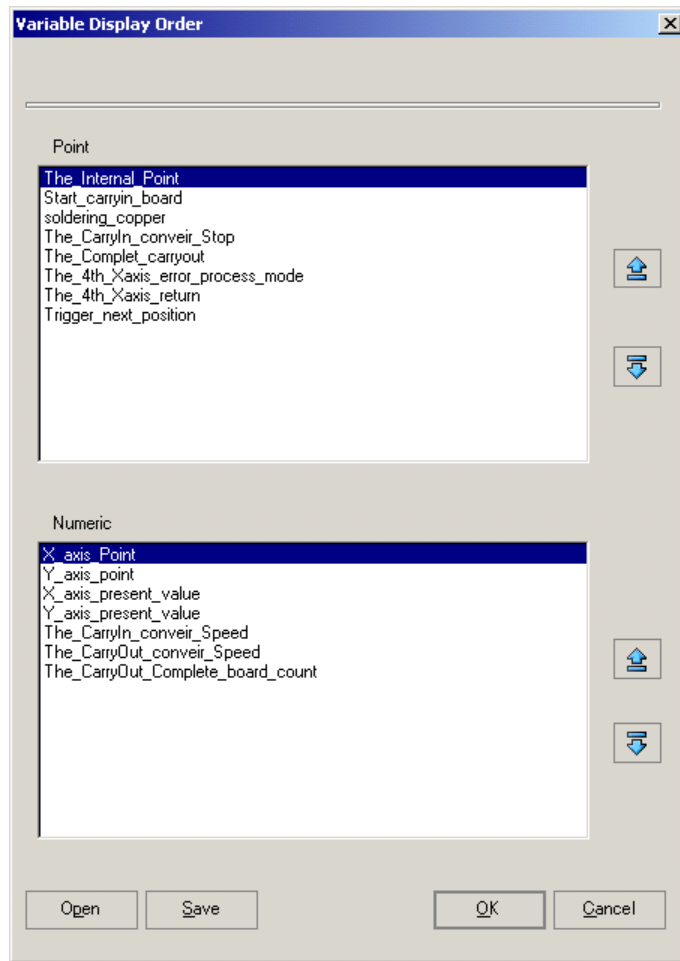 Variable Display Order
Point
The_Internal_Point
Start_carryin_board
soldering_copper
The_CarryIn_conveir_Stop
The_Complet_carryout
The_4th_Xaxis_error_process_mode
The_4th_Xaxis_return
Trigger_next_position
Numeric
X_axis_Point
Y_axis_point
X_axis_present_value
Y_axis_present_value
The_CarryIn_conveir_Speed
The_CarryOut_conveir_Speed
The_CarryOut_Complete_board_count
Open Save OK Cancel